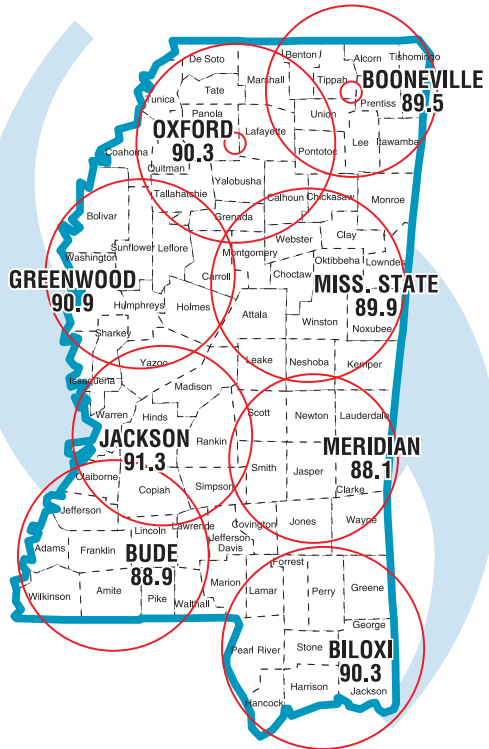 Benton
Alcorn
Tishomingo
De Soto
Marshall
Tippah
BOONEVILLE
89.5
Tate
Tunica
Prentiss
Panola
Union
OXFORD
90.3
Lafayette
Lee
Itawamba
Pontotoc
Coahoma
Quitman
Yalobusha
Tallahatchie
Calhoun
Chickasaw
Monroe
Bolivar
Grenada
Clay
Webster
Sunflower
Leflore
Montgomery
Oktibbeha
Washington
Lowndes
Carroll
Choctaw
GREENWOOD
90.9
MISS. STATE
89.9
Humphreys
Holmes
Attala
Winston
Noxubee
Sharkey
Yazoo
Leake
Neshoba
Kemper
Issaquena
Madison
Warren
Hinds
Scott
Newton
Lauderdale
JACKSON
91.3
Rankin
MERIDIAN
88.1
Smith
Jasper
Claiborne
Copiah
Simpson
Clarke
Jefferson
Lincoln
Lawrence
Covington
Jones
Wayne
Jefferson
Davis
Adams
Franklin
BUDE
88.9
Forrest
Marion
Lamar
Perry
Greene
Wilkinson
Amite
Pike
Walthall
George
Pearl River
Stone
BILOXI
90.3
Harrison
Jackson
Hancock